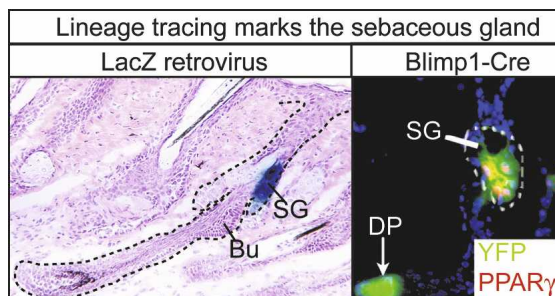 Lineage tracing marks the sebaceous gland
LacZ retrovirus
Blimp1-Cre
SG
Bu
SG
DP
YFP
PPARγ